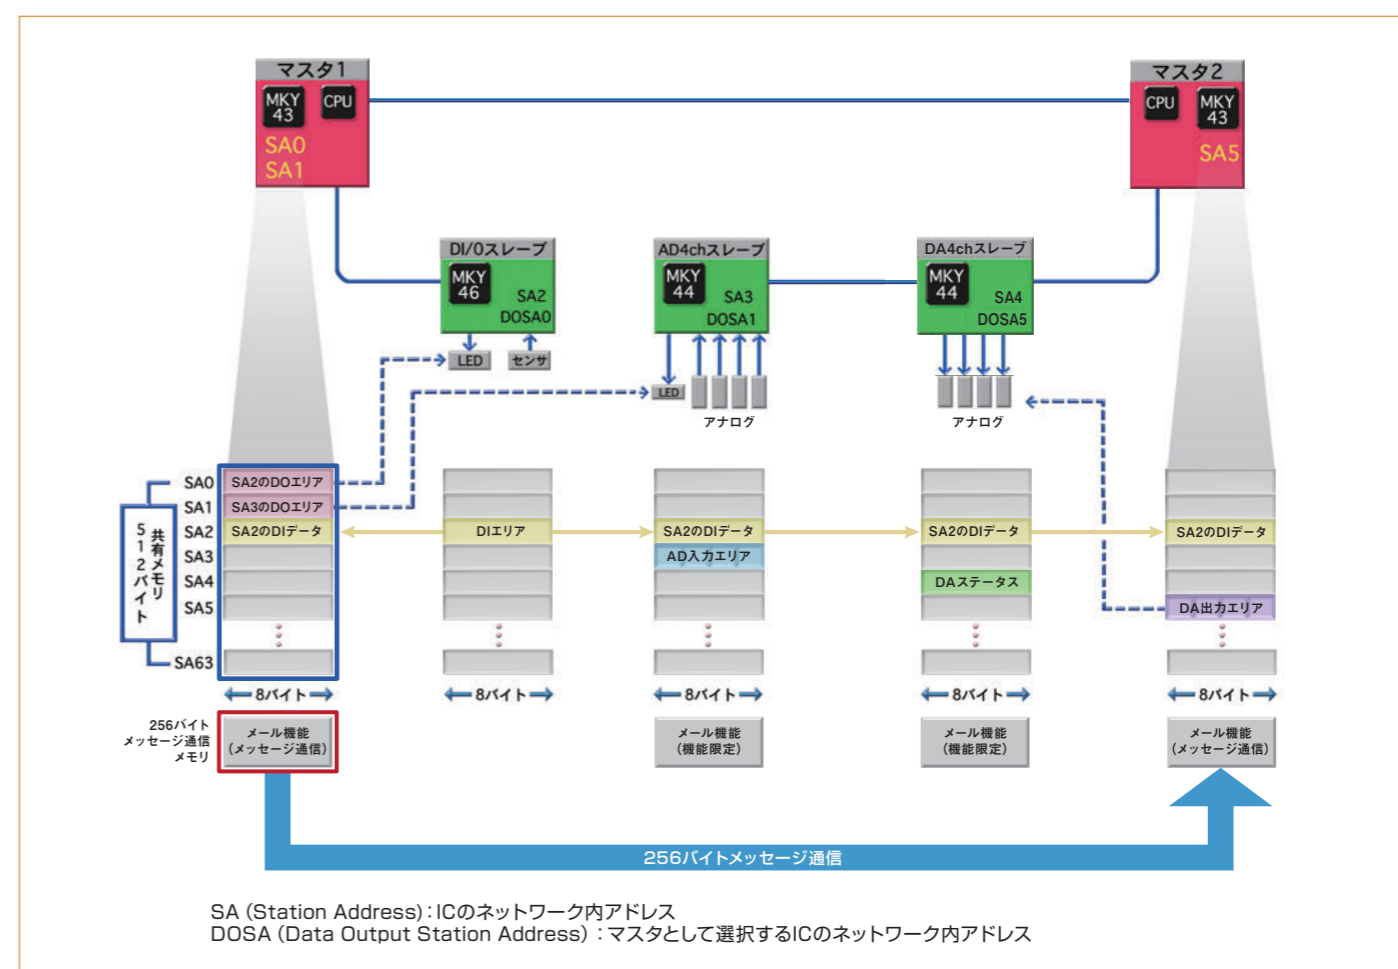 マスタ1
MKY
43
CPU
SA0
SA1
マスタ2
CPU
MKY
43
SA5
DI/0スレーブ
MKY
46
SA2
DOSA0
LED
センサ
AD4chスレーブ
MKY
44
SA3
DOSA1
LED
アナログ
DA4chスレーブ
MKY
44
SA4
DOSA5
アナログ
共有メモリ
512バイト
SA0
SA1
SA2
SA3
SA4
SA5
SA63
SA2のDOエリア
SA3のDOエリア
SA2のDIデータ
8バイト
DIエリア
8バイト
SA2のDIデータ
AD入力エリア
8バイト
SA2のDIデータ
DAステータス
8バイト
SA2のDIデータ
DA出力エリア
8バイト
256バイト
メッセージ通信
メモリ
メール機能
(メッセージ通信)
メール機能
(機能限定)
メール機能
(機能限定)
メール機能
(メッセージ通信)
256バイトメッセージ通信
SA (Station Address):ICのネットワーク内アドレス
DOSA (Data Output Station Address) :マスタとして選択するICのネットワーク内アドレス